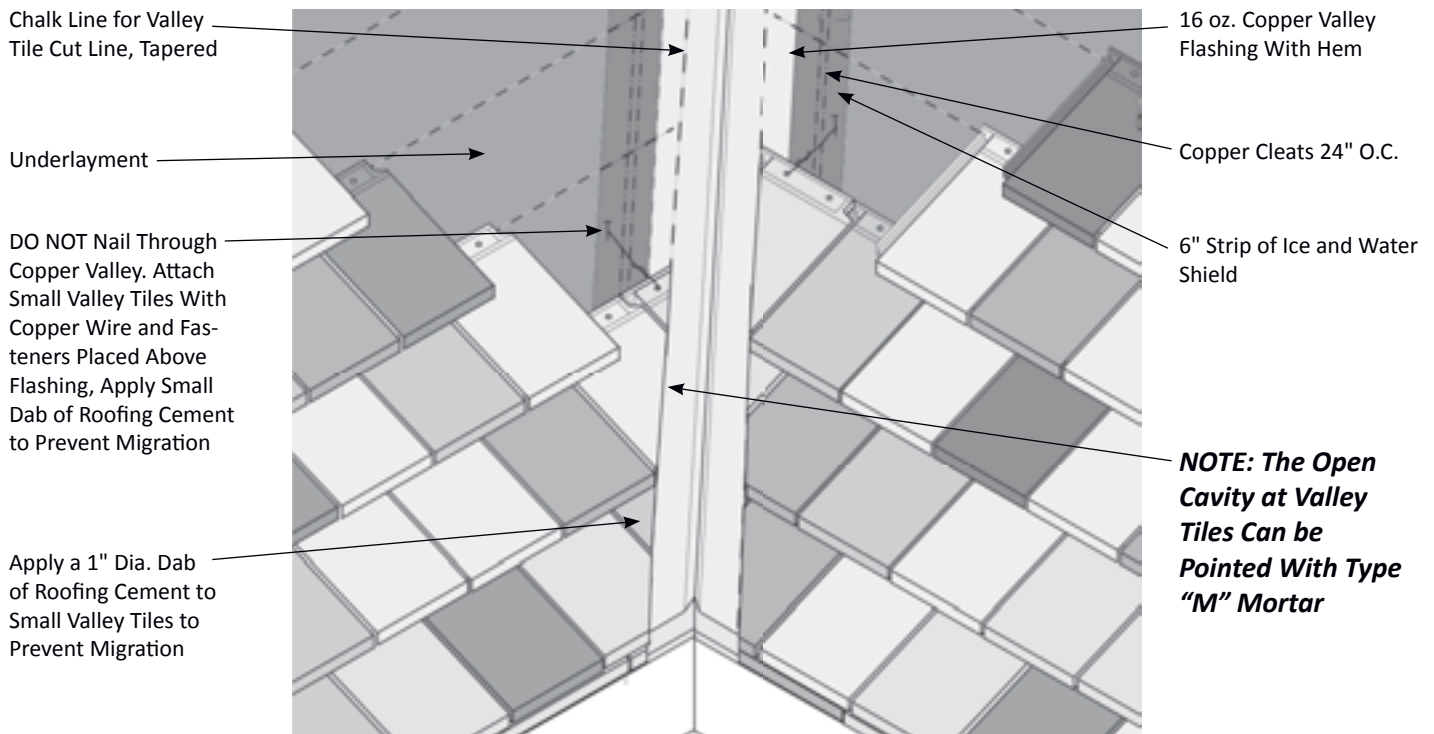 Chalk Line for Valley
Tile Cut Line, Tapered
Underlayment
DO NOT Nail Through
Copper Valley. Attach
Small Valley Tiles With
Copper Wire and Fas-
teners Placed Above
Flashing, Apply Small
Dab of Roofing Cement
to Prevent Migration
Apply a 1" Dia. Dab
of Roofing Cement to
Small Valley Tiles to
Prevent Migration
16 oz. Copper Valley
Flashing With Hem
Copper Cleats 24" O.C.
6" Strip of Ice and Water
Shield
NOTE: The Open
Cavity at Valley
Tiles Can be
Pointed With Type
“M” Mortar